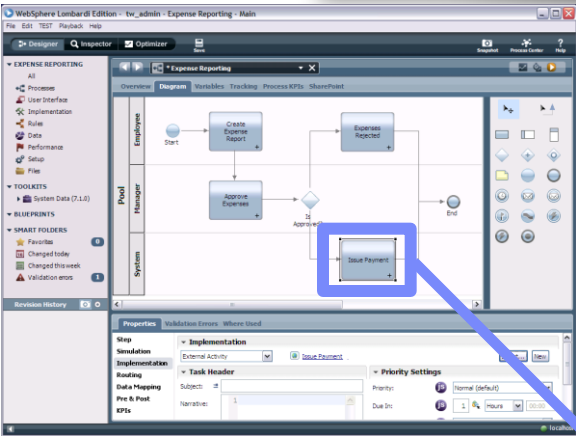 WebSphere Lombardi Edition - tw_admin - Expense Reporting - Main
File Edit TEST Playback Help
Designer Inspector Optimizer Save Snapshot Process Center Help
EXPENSE REPORTING
All
Processes
User Interface
Implementation
Rules
Data
Performance
Setup
Files
TOOLKITS
System Data (7.1.0)
BLUEPRINTS
SMART FOLDERS
Favorites 0
Changed today
Changed this week
Validation errors 1
Revision History
*Expense Reporting
Overview Diagram Variables Tracking Process KPIs SharePoint
Pool
Employee
Manager
System
Start
Create
Expense
Report
Expenses
Rejected
Approve
Expenses
Is
Approved?
End
Issue Payment
Properties Validation Errors Where Used
Step
Simulation
Implementation
Routing
Data Mapping
Pre & Post
KPIs
Implementation
External Activity Issue Payment New
Task Header
Subject:
Narrative: 1
Priority Settings
Priority: js Normal (default)
Due In: js 1 Hours 00:00